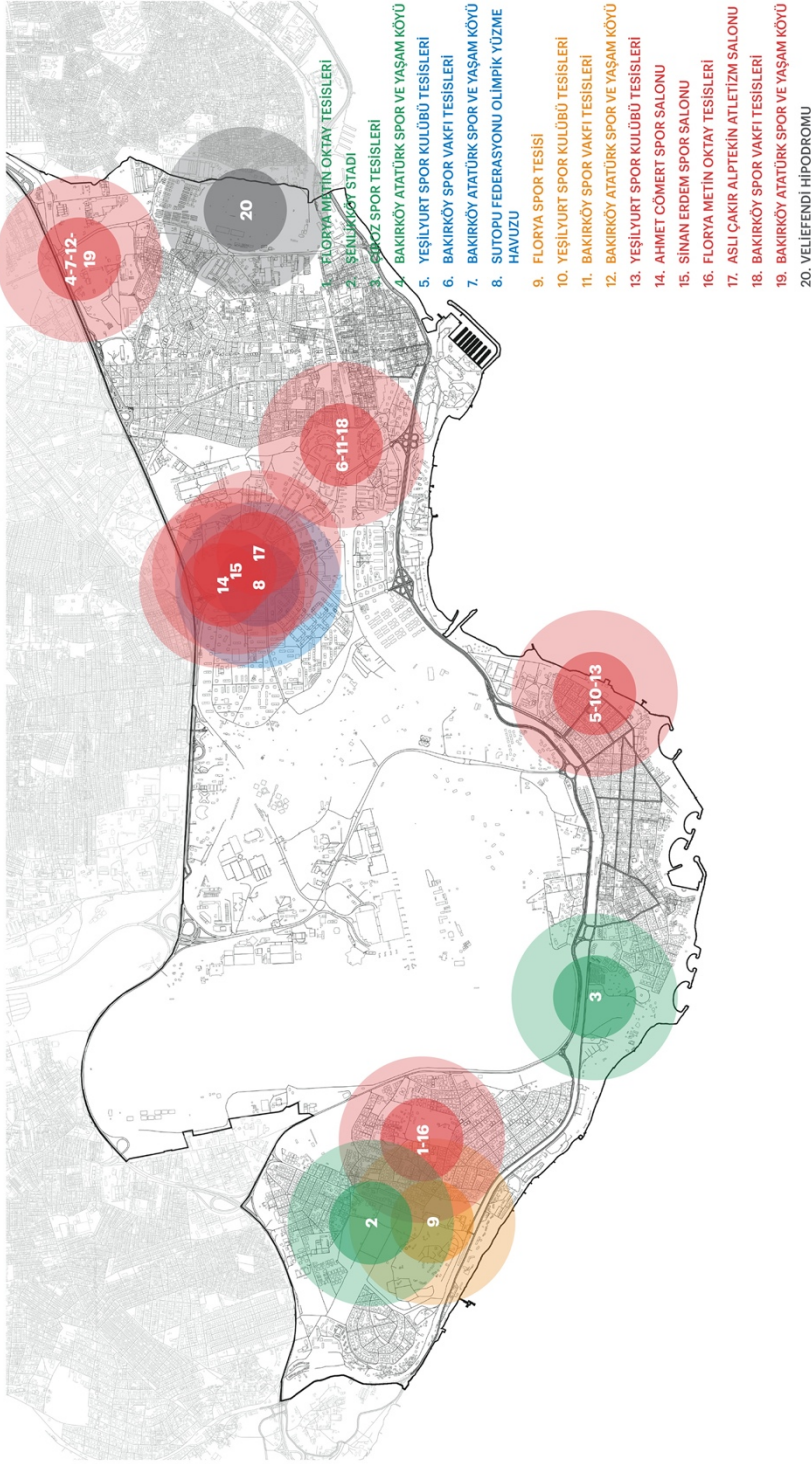 4-7-12-
19
20
6-11-18
14
15
17
8
5-10-13
3
1-16
2
9
1. FLORYA METİN OKTAY TESİSLERİ
2. ŞENLİKKÖY STADI
3. ÇİROZ SPOR TESİSLERİ
4. BAKIRKÖY ATATÜRK SPOR VE YAŞAM KÖYÜ
5. YEŞİLYURT SPOR KULÜBÜ TESİSLERİ
6. BAKIRKÖY SPOR VAKFI TESİSLERİ
7. BAKIRKÖY ATATÜRK SPOR VE YAŞAM KÖYÜ
8. SUTOPU FEDERASYONU OLİMPİK YÜZME
HAVUZU
9. FLORYA SPOR TESİSİ
10. YEŞİLYURT SPOR KULÜBÜ TESİSLERİ
11. BAKIRKÖY SPOR VAKFI TESİSLERİ
12. BAKIRKÖY ATATÜRK SPOR VE YAŞAM KÖYÜ
13. YEŞİLYURT SPOR KULÜBÜ TESİSLERİ
14. AHMET CÖMERT SPOR SALONU
15. SİNAN ERDEM SPOR SALONU
16. FLORYA METİN OKTAY TESİSLERİ
17. ASLI ÇAKIR ALPTEKİN ATLETİZM SALONU
18. BAKIRKÖY SPOR VAKFI TESİSLERİ
19. BAKIRKÖY ATATÜRK SPOR VE YAŞAM KÖYÜ
20. VELİEFENDİ HİPODROMU